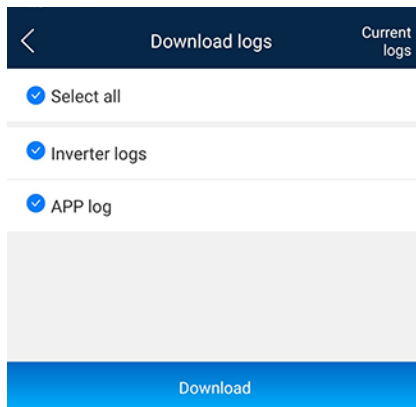 Download logs
Current
logs
Select all
Inverter logs
APP log
Download